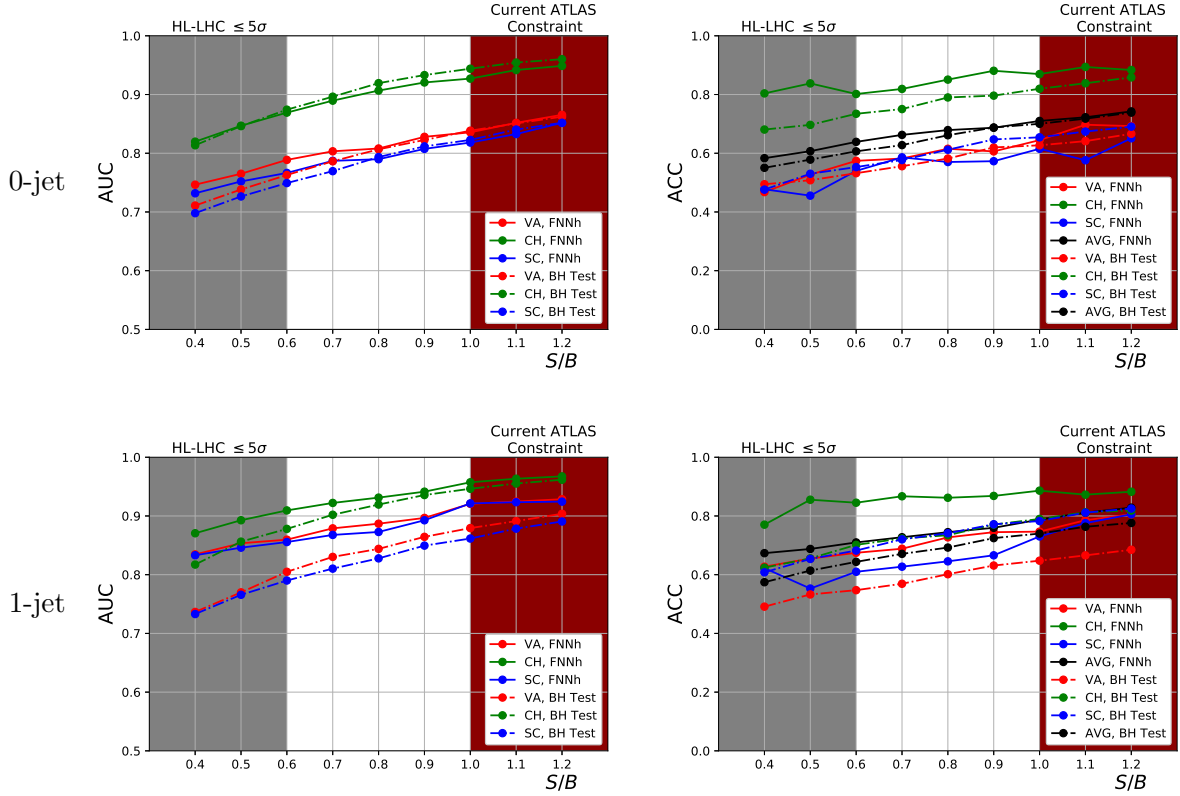 0-jet
HL-LHC ≤5σ
Current ATLAS
Constraint
AUC
1.0
0.9
0.8
0.7
0.6
0.5
0.4 0.5 0.6 0.7 0.8 0.9 1.0 1.1 1.2
S/B
VA, FNNh
CH, FNNh
SC, FNNh
VA, BH Test
CH, BH Test
SC, BH Test
HL-LHC ≤5σ
Current ATLAS
Constraint
ACC
1.0
0.8
0.6
0.4
0.2
0.0
0.4 0.5 0.6 0.7 0.8 0.9 1.0 1.1 1.2
S/B
VA, FNNh
CH, FNNh
SC, FNNh
AVG, FNNh
VA, BH Test
CH, BH Test
SC, BH Test
AVG, BH Test
1-jet
HL-LHC ≤5σ
Current ATLAS
Constraint
AUC
1.0
0.9
0.8
0.7
0.6
0.5
0.4 0.5 0.6 0.7 0.8 0.9 1.0 1.1 1.2
S/B
VA, FNNh
CH, FNNh
SC, FNNh
VA, BH Test
CH, BH Test
SC, BH Test
HL-LHC ≤5σ
Current ATLAS
Constraint
ACC
1.0
0.8
0.6
0.4
0.2
0.0
0.4 0.5 0.6 0.7 0.8 0.9 1.0 1.1 1.2
S/B
VA, FNNh
CH, FNNh
SC, FNNh
AVG, FNNh
VA, BH Test
CH, BH Test
SC, BH Test
AVG, BH Test